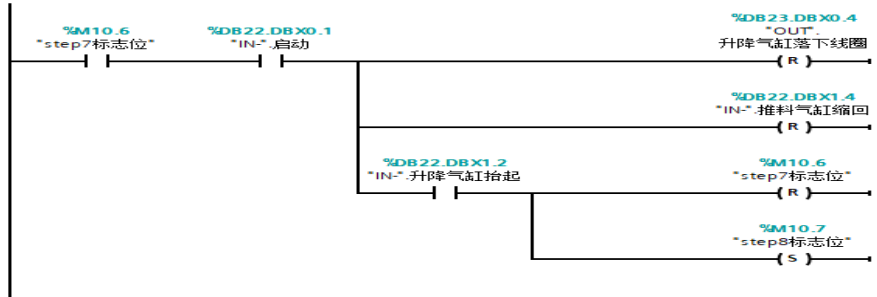 %M10.6
"step7标志位"
%DB22.DBX0.1
"IN-".启动
%DB23.DBX0.4
"OUT".
升降气缸落下线圈
( R )
%DB22.DBX1.4
"IN-".推料气缸缩回
( R )
%DB22.DBX1.2
"IN-".升降气缸抬起
%M10.6
"step7标志位"
( R )
%M10.7
"step8标志位"
( S )